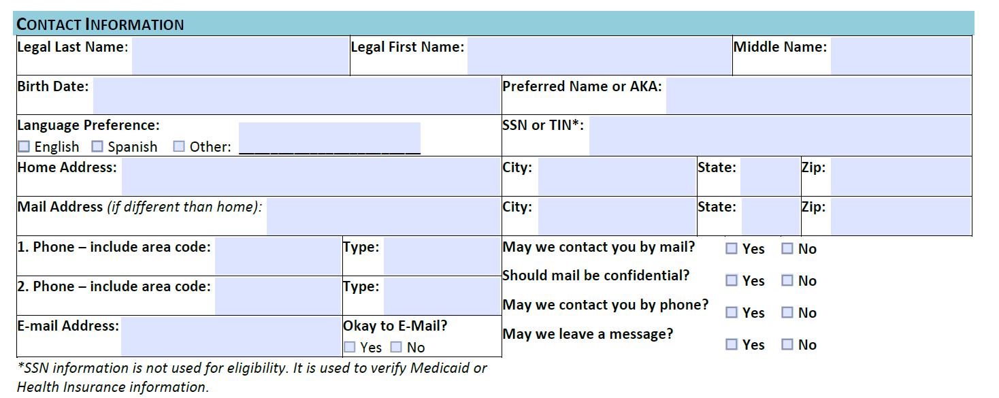 CONTACT INFORMATION
Legal Last Name: Legal First Name: Middle Name:
Birth Date: Preferred Name or AKA:
Language Preference: SSN or TIN*:
English Spanish Other: ______________________
Home Address: City: State: Zip:
Mail Address (if different than home): City: State: Zip:
1. Phone – include area code: Type: May we contact you by mail? Yes No
Should mail be confidential? Yes No
2. Phone – include area code: Type: May we contact you by phone? Yes No
E-mail Address: Okay to E-Mail? May we leave a message? Yes No
Yes No
*SSN information is not used for eligibility. It is used to verify Medicaid or
Health Insurance information.